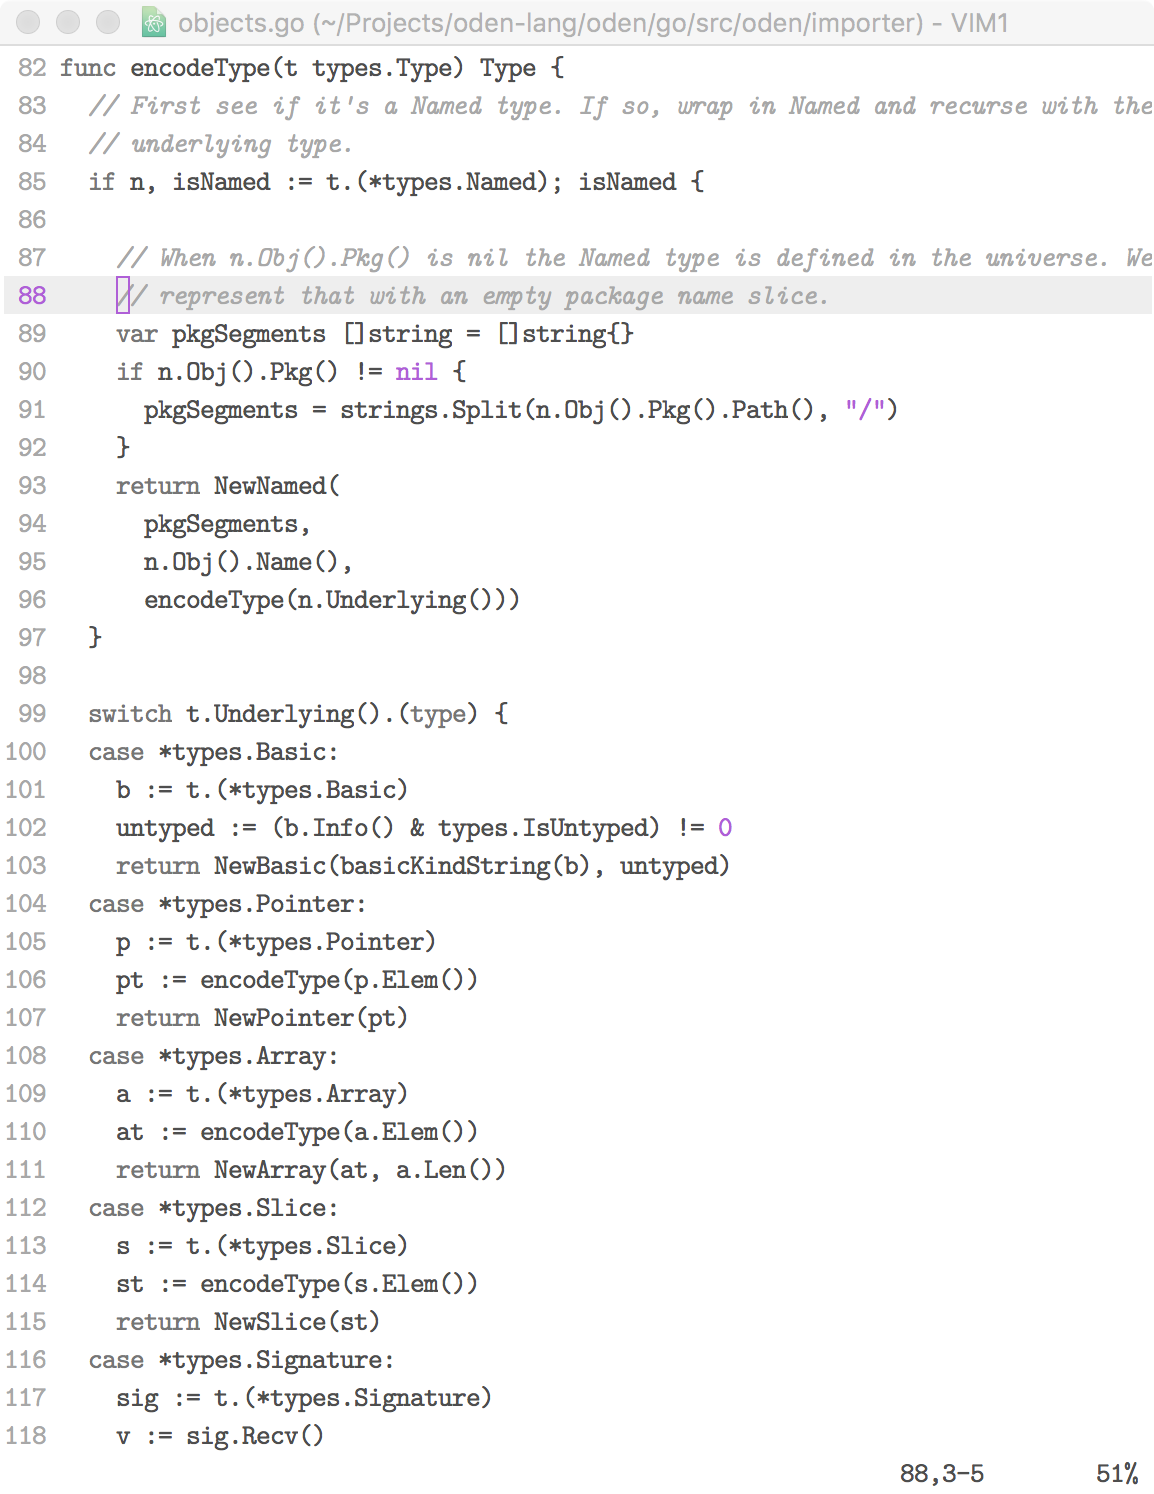 objects.go (~/Projects/oden-lang/oden/go/src/oden/importer) - VIM1
82 func encodeType(t types.Type) Type {
83   // First see if it's a Named type. If so, wrap in Named and recurse with the
84   // underlying type.
85   if n, isNamed := t.(*types.Named); isNamed {
86
87     // When n.Obj().Pkg() is nil the Named type is defined in the universe. We
88     // represent that with an empty package name slice.
89     var pkgSegments []string = []string{}
90     if n.Obj().Pkg() != nil {
91       pkgSegments = strings.Split(n.Obj().Pkg().Path(), "/")
92     }
93     return NewNamed(
94       pkgSegments,
95       n.Obj().Name(),
96       encodeType(n.Underlying()))
97   }
98
99   switch t.Underlying().(type) {
100   case *types.Basic:
101     b := t.(*types.Basic)
102     untyped := (b.Info() & types.IsUntyped) != 0
103     return NewBasic(basicKindString(b), untyped)
104   case *types.Pointer:
105     p := t.(*types.Pointer)
106     pt := encodeType(p.Elem())
107     return NewPointer(pt)
108   case *types.Array:
109     a := t.(*types.Array)
110     at := encodeType(a.Elem())
111     return NewArray(at, a.Len())
112   case *types.Slice:
113     s := t.(*types.Slice)
114     st := encodeType(s.Elem())
115     return NewSlice(st)
116   case *types.Signature:
117     sig := t.(*types.Signature)
118     v := sig.Recv()
88,3-5 51%